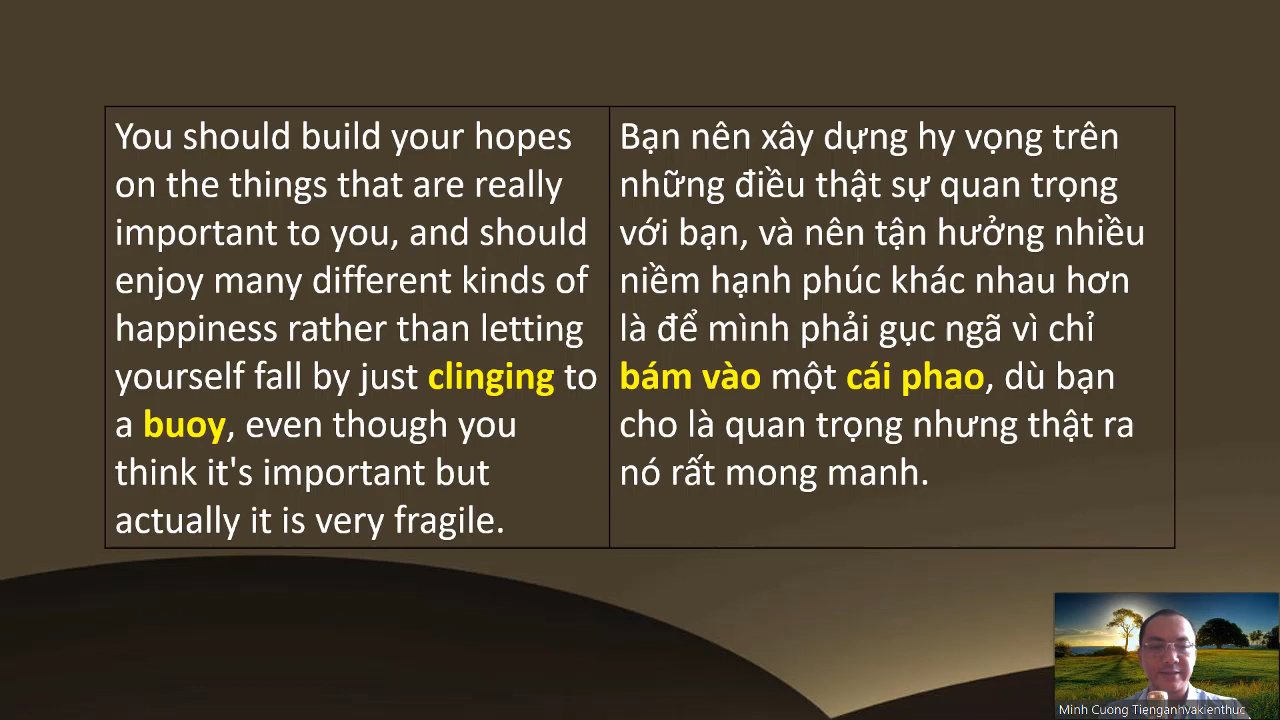 You should build your hopes
on the things that are really
important to you, and should
enjoy many different kinds of
happiness rather than letting
yourself fall by just clinging to
a buoy, even though you
think it's important but
actually it is very fragile.
Bạn nên xây dựng hy vọng trên
những điều thật sự quan trọng
với bạn, và nên tận hưởng nhiều
niềm hạnh phúc khác nhau hơn
là để mình phải gục ngã vì chỉ
bám vào một cái phao, dù bạn
cho là quan trọng nhưng thật ra
nó rất mong manh.
Minh Cuong Tienganhvakienthuc